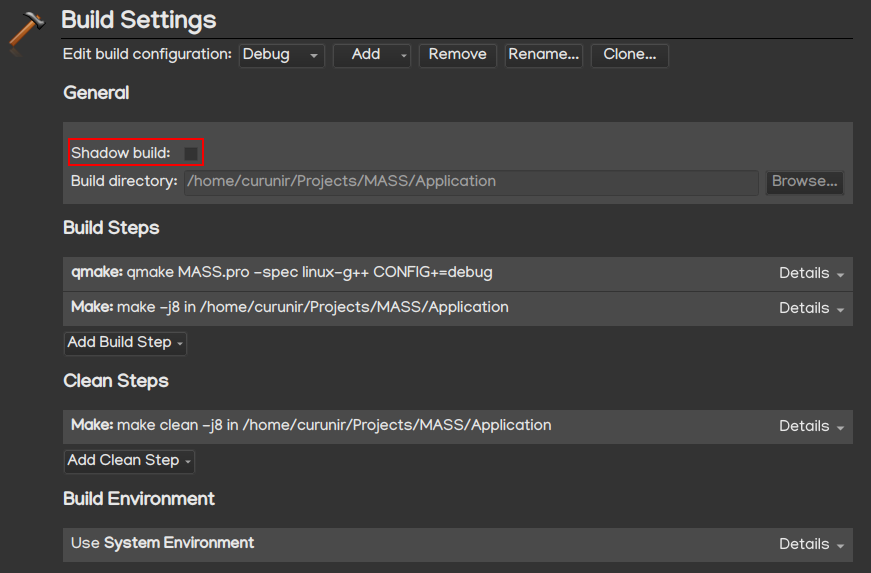 Build Settings
Edit build configuration: Debug Add Remove Rename... Clone...
General
Shadow build:
Build directory: /home/curunir/Projects/MASS/Application Browse...
Build Steps
qmake: qmake MASS.pro -spec linux-g++ CONFIG+=debug Details
Make: make -j8 in /home/curunir/Projects/MASS/Application Details
Add Build Step
Clean Steps
Make: make clean -j8 in /home/curunir/Projects/MASS/Application Details
Add Clean Step
Build Environment
Use System Environment Details